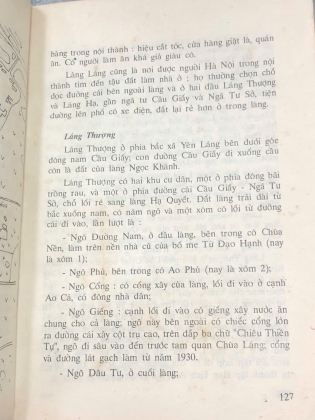 hàng trong nội thành: hiệu cắt tóc, cửa hàng giặt là, quán
ăn. Có người làm ăn khá giả giàu có.
Làng Láng cũng là nơi được người Hà Nội trong nội
thành tìm đến tậu đất làm nhà ở; họ thường chọn chỗ
dọc đường cái bên ngoài làng và ở hai đầu Láng Thượng
và Láng Hạ, gần ngã tư Cầu Giấy và Ngã Tư Sở, tiện
đường lên phố có xe điện, đất lại rẻ hơn ở trong làng.
Láng Thượng
Láng Thượng ở phía bắc xã Yên Lãng bên dưới góc
đông nam Cầu Giấy; con đường Cầu Giấy đi xuống cầu
còn là đất của làng Ngọc Khánh.
Láng Thượng có hai khu cư dân, một ở phía đông bãi
trồng rau, và một ở phía đường cái Cầu Giấy - Ngã Tư
Sở, chỗ lối rẽ sang làng Hạ Quyết. Đất làng trải dài từ
bắc xuống nam, có năm ngõ và một xóm có lối từ đường
cái đi vào, lần lượt là:
- Ngõ Đường Nam, ở đầu làng, bên trong có Chùa
Nền, làm trên nền nhà cũ của bố mẹ Từ Đạo Hạnh (nay
là xóm 1);
- Ngõ Phủ, bên trong có Ao Phủ (nay là xóm 2);
- Ngõ Cổng: có cổng xây của làng, lối đi vào ở cạnh
Ao Cả, có đông nhà dân;
- Ngõ Giếng: cạnh lối đi vào có giếng xây nước ăn
chung cho cả làng; ngõ này bên ngoài có chiếc cổng lớn
ra đường cái xây cột trụ cao, trên đắp ba chữ "Chiêu Thiền
Tự", ngõ đi sâu vào đến trước tam quan Chùa Láng; cổng
và đường lát gạch làm từ năm 1930.
- Ngõ Dâu Tự, ở cuối làng;
127